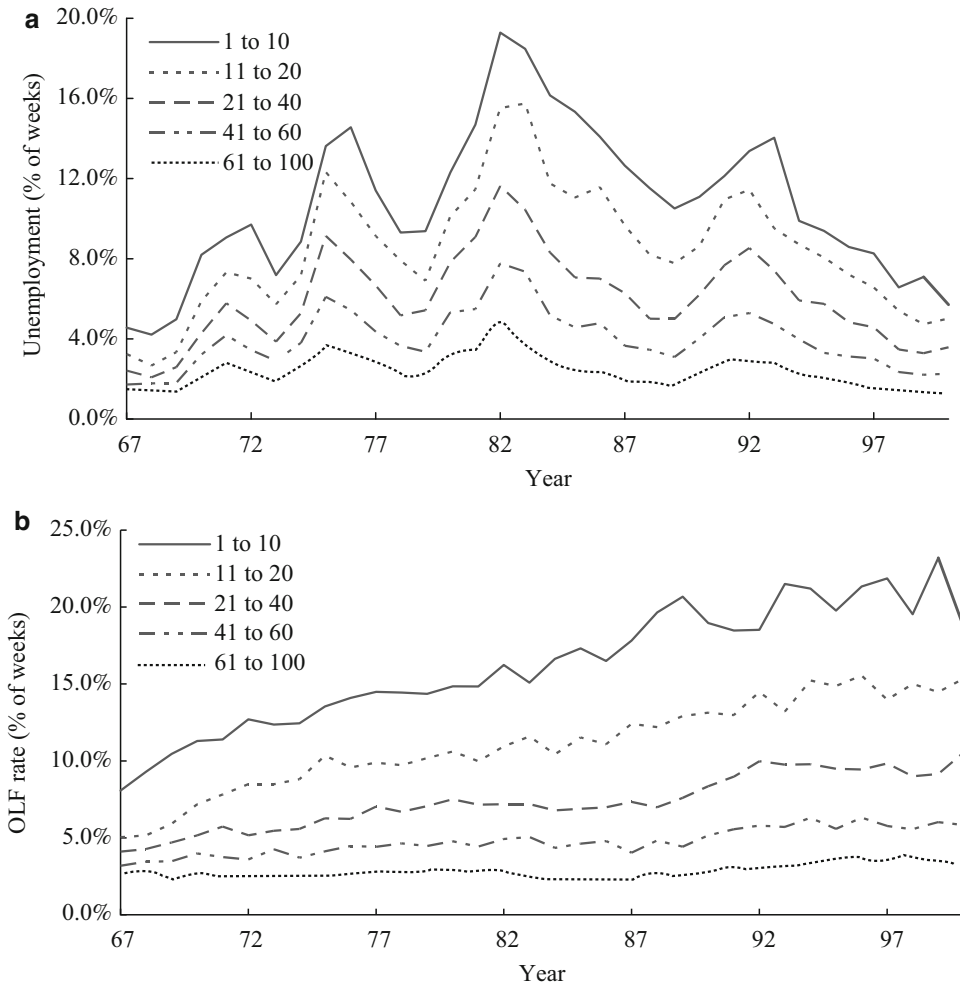 a
20.0%
16.0%
12.0%
8.0%
4.0%
0.0%
Unemployment (% of weeks)
1 to 10
11 to 20
21 to 40
41 to 60
61 to 100
67 72 77 82 87 92 97
Year
b
25.0%
20.0%
15.0%
10.0%
5.0%
0.0%
OLF rate (% of weeks)
1 to 10
11 to 20
21 to 40
41 to 60
61 to 100
67 72 77 82 87 92 97
Year